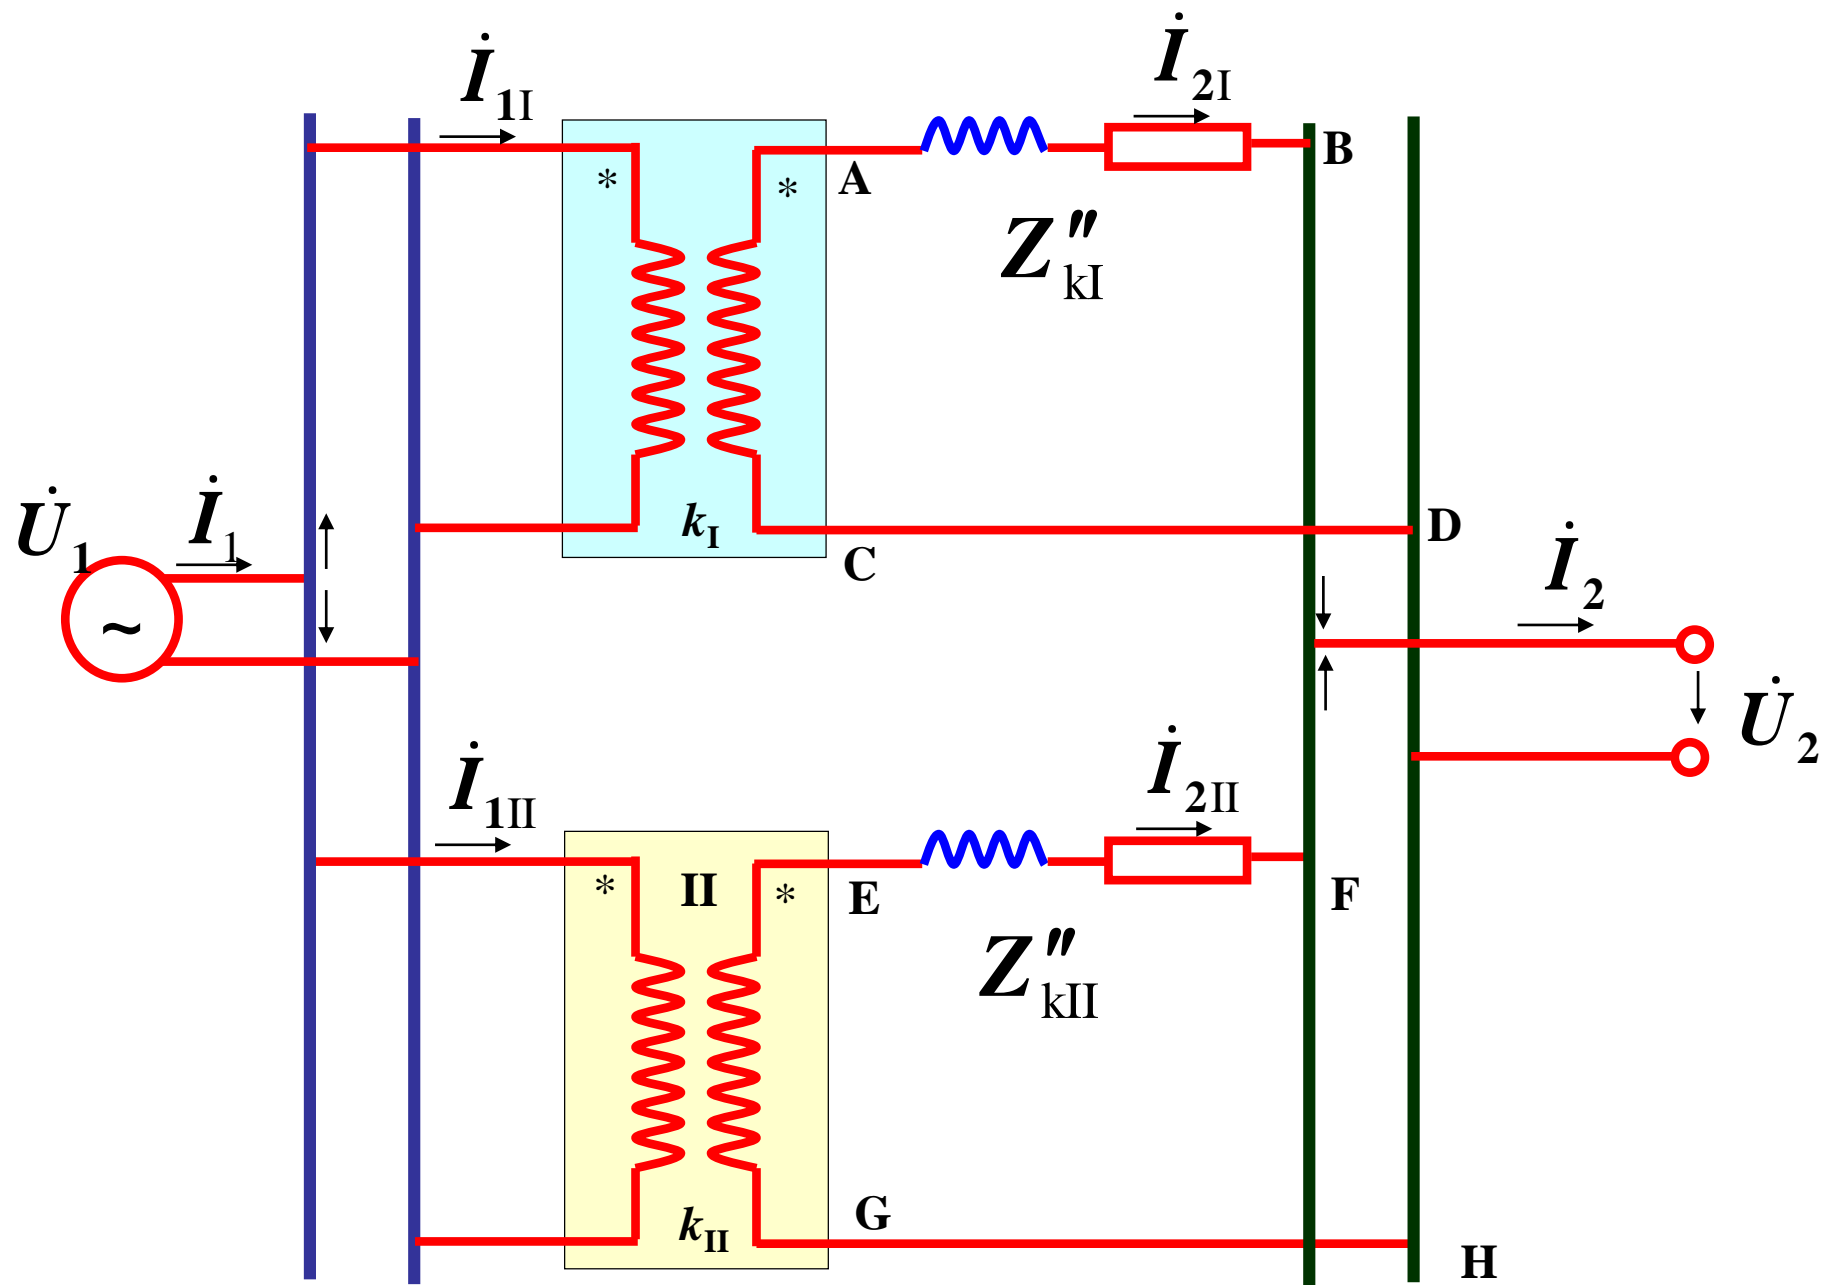 İ1I
İ2I
* * A B
Z″kI
kI
C D
U̇1 İ1
~
İ2
U̇2
İ1II
İ2II
* II * E F
Z″kII
kII
G H